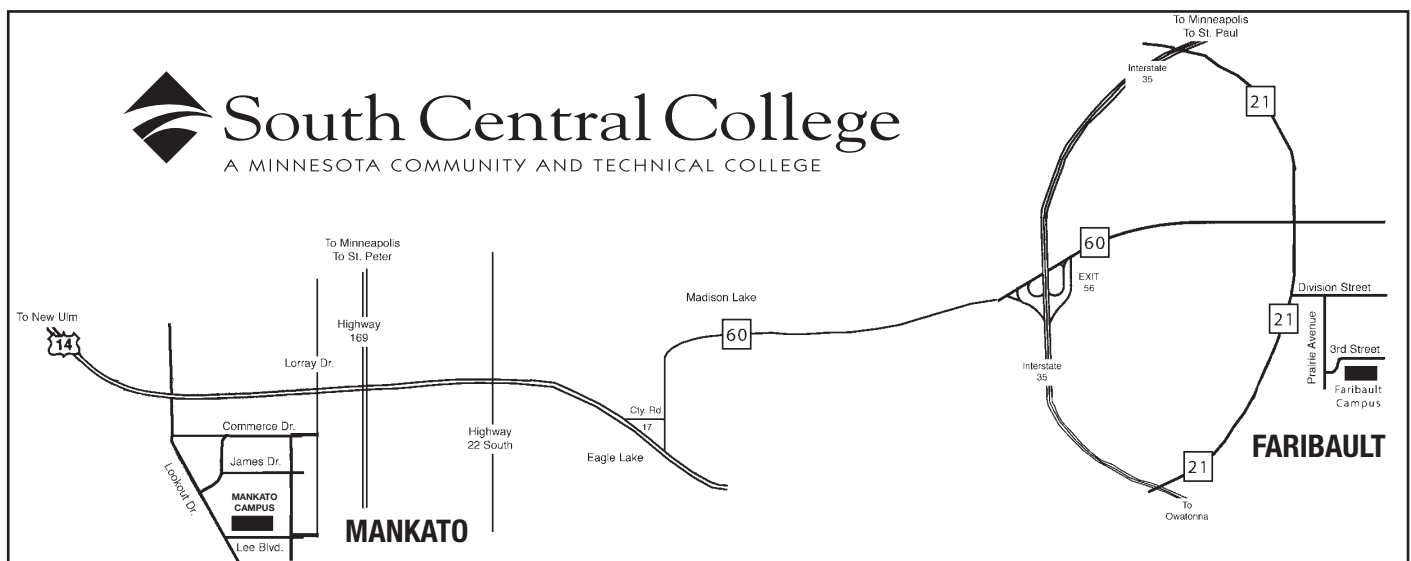 South Central College
A MINNESOTA COMMUNITY AND TECHNICAL COLLEGE
To Minneapolis
To St. Paul
Interstate
35
21
60
EXIT
56
Division Street
21
Prairie Avenue
3rd Street
Faribault
Campus
FARIBAULT
Interstate
35
21
To
Owatonna
To Minneapolis
To St. Peter
Highway
169
Madison Lake
60
To New Ulm
14
Lorray Dr.
Cty. Rd.
17
Eagle Lake
Highway
22 South
Commerce Dr.
James Dr.
Lookout Dr.
MANKATO
CAMPUS
Lee Blvd.
MANKATO